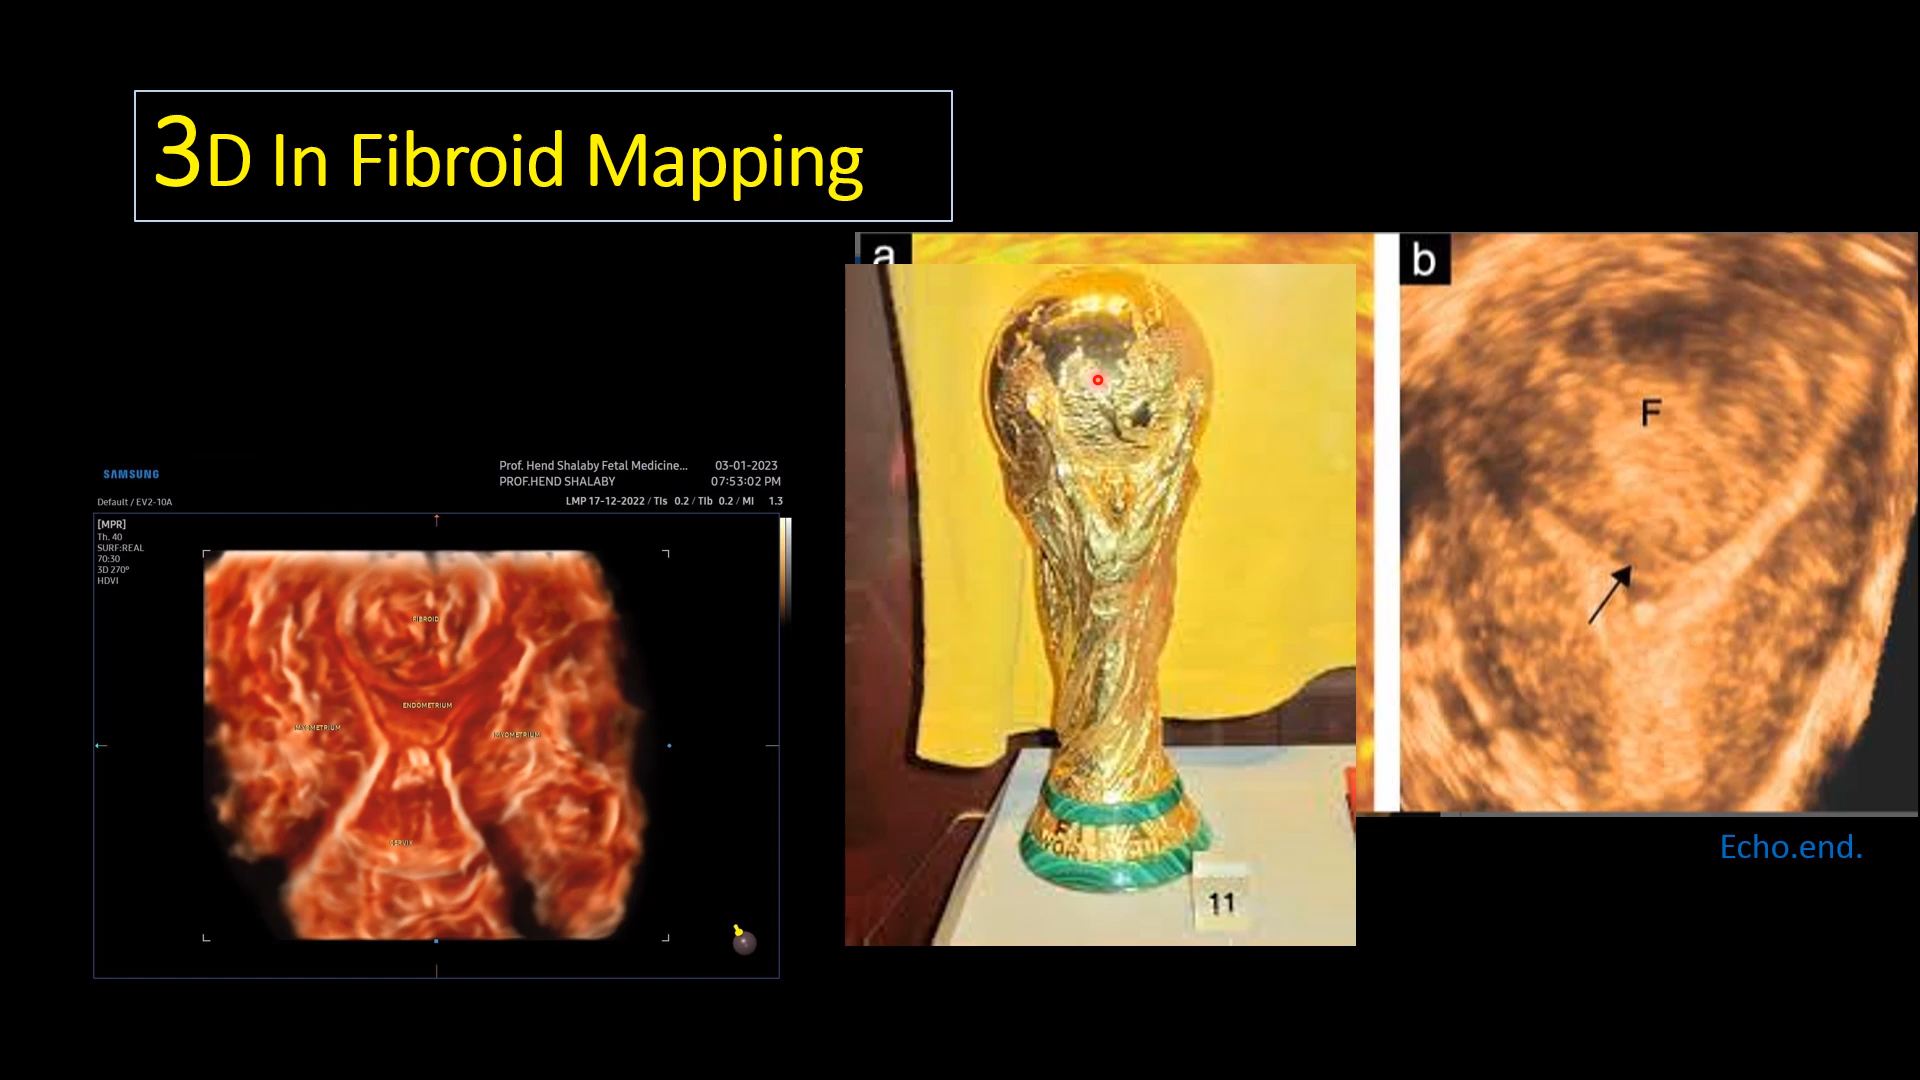 3D In Fibroid Mapping
a
b
F
SAMSUNG
Prof. Hend Shalaby Fetal Medicine... 03-01-2023
PROF.HEND SHALABY 07:53:02 PM
Default / EV2-10A
LMP 17-12-2022 / TIs 0.2 / TIb 0.2 / MI 1.3
[MPR]
Th. 40
SURF:REAL
70:30
3D 270°
HDVI
FIBROID
ENDOMETRIUM
MYOMETRIUM
MYOMETRIUM
CERVIX
11
Echo.end.